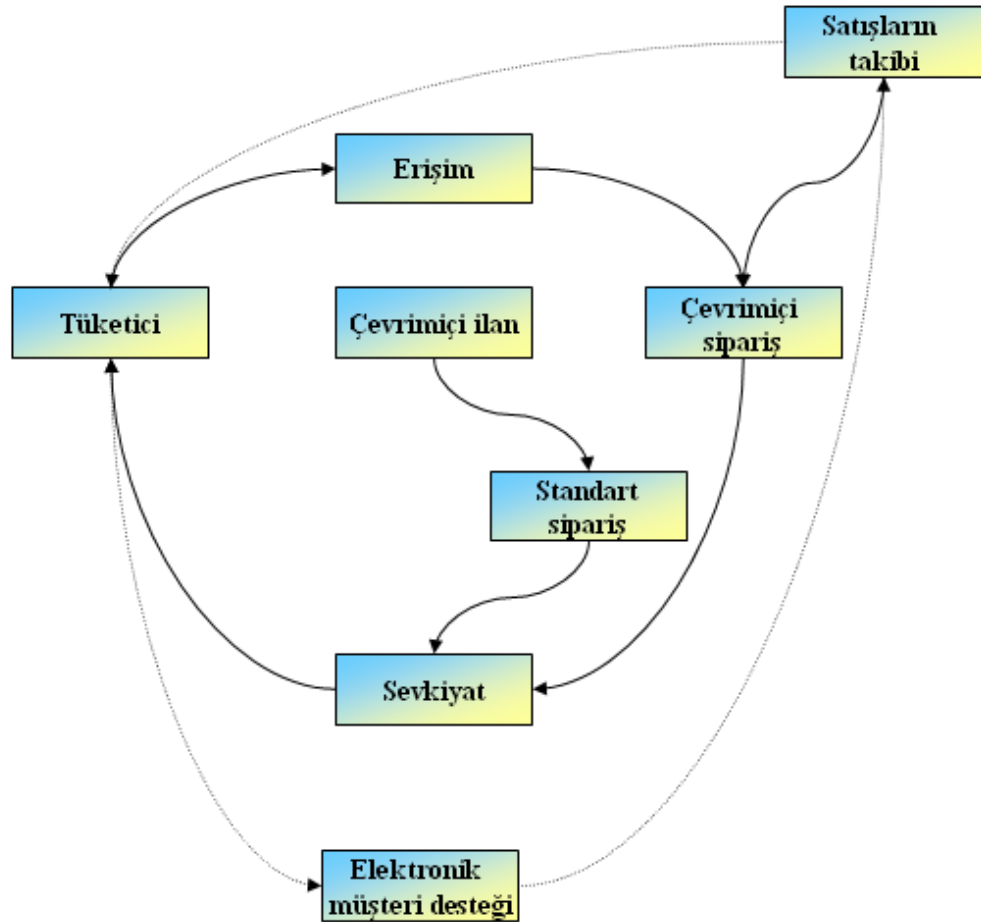 Satışların
takibi
Erişim
Tüketici
Çevrimiçi ilan
Çevrimiçi
sipariş
Standart
sipariş
Sevkiyat
Elektronik
müşteri desteği